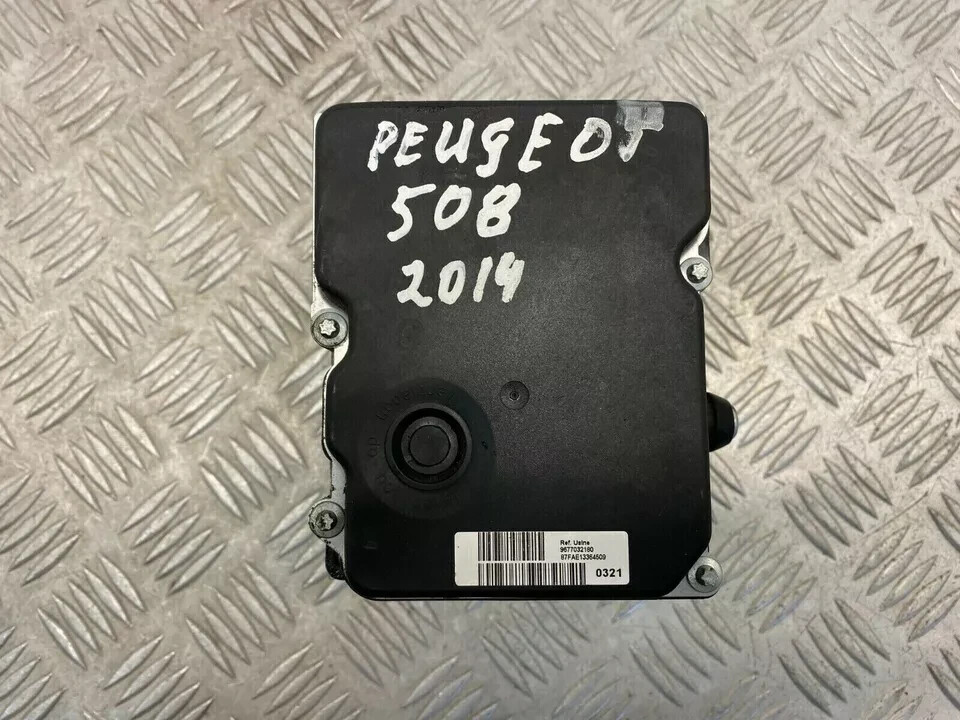 PEUGEOT
508
2014
Ref. Usine
9677032180
87FAE13364509
0321